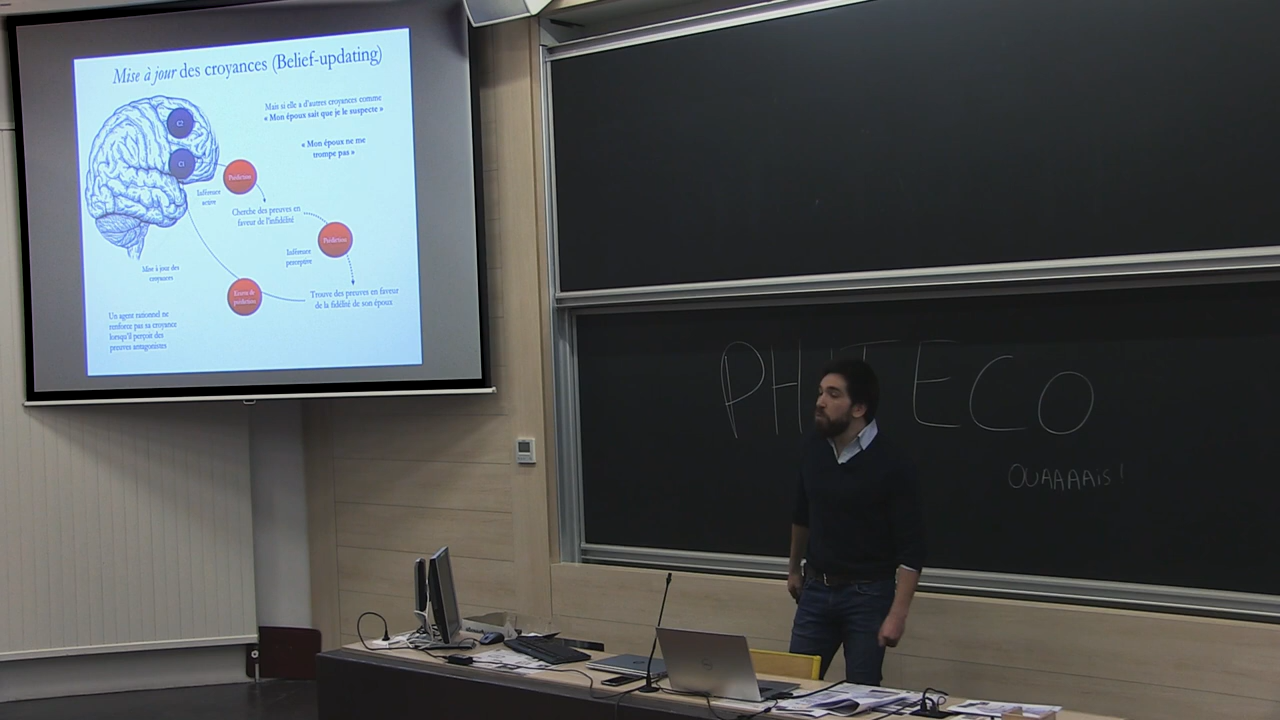 Mise à jour des croyances (Belief-updating)
Mais si elle a d'autres croyances comme
« Mon époux sait que je le suspecte »
« Mon époux ne me
trompe pas »
C2
C1
Prédiction
Inférence
active
Cherche des preuves en
faveur de l'infidélité
Prédiction
Inférence
perceptive
Mise à jour des
croyances
Erreur de
prédiction
Trouve des preuves en faveur
de la fidélité de son époux
Un agent rationnel ne
renforce pas sa croyance
lorsqu'il perçoit des
preuves antagonistes
PHITECO
OUAAAAiS !